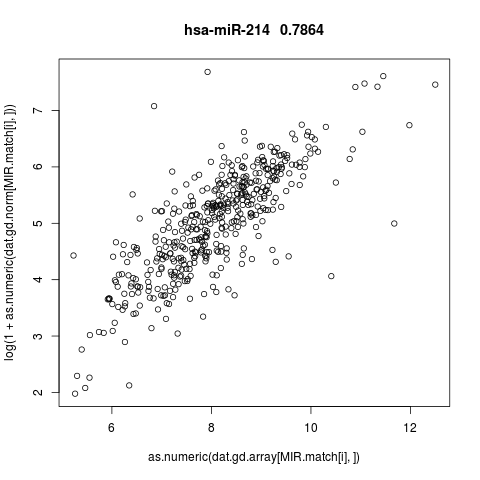 hsa-miR-214 0.7864
log(1 + as.numeric(dat.gd.norm[MIR.match[i], ]))
7
6
5
4
3
2
6 8 10 12
as.numeric(dat.gd.array[MIR.match[i], ])